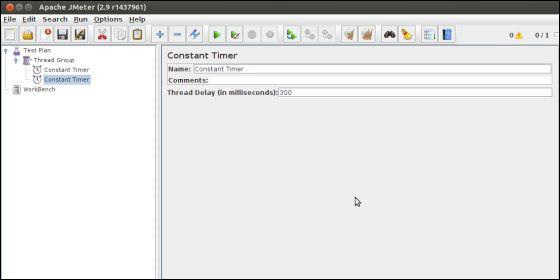 Apache JMeter (2.9 r1437961)
File Edit Search Run Options Help
0 0 / 1
Test Plan
Thread Group
Constant Timer
Constant Timer
WorkBench
Constant Timer
Name: Constant Timer
Comments:
Thread Delay (in milliseconds): 300